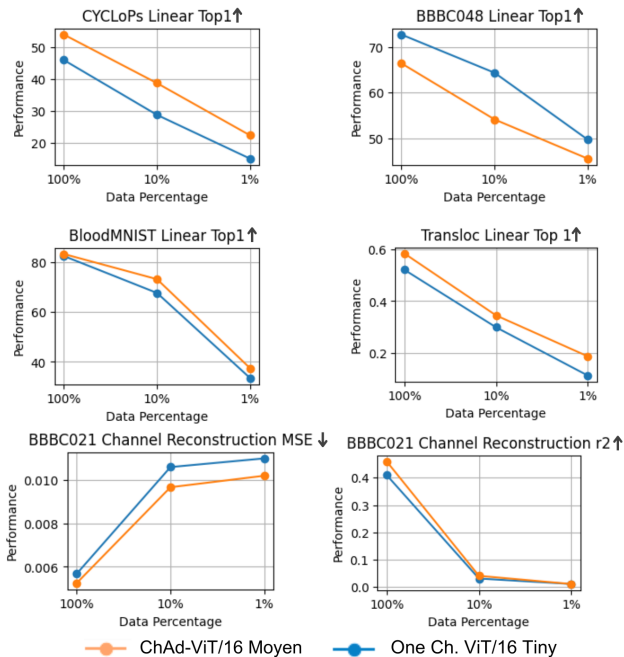 CYCLoPs Linear Top1↑
50
40
30
20
Performance
100%
10%
1%
Data Percentage
BBBC048 Linear Top1↑
70
60
50
Performance
100%
10%
1%
Data Percentage
BloodMNIST Linear Top1↑
80
60
40
Performance
100%
10%
1%
Data Percentage
Transloc Linear Top 1↑
0.6
0.4
0.2
Performance
100%
10%
1%
Data Percentage
BBBC021 Channel Reconstruction MSE ↓
0.010
0.008
0.006
Performance
100%
10%
1%
Data Percentage
BBBC021 Channel Reconstruction r2↑
0.4
0.3
0.2
0.1
0.0
Performance
100%
10%
1%
Data Percentage
ChAd-ViT/16 Moyen
One Ch. ViT/16 Tiny